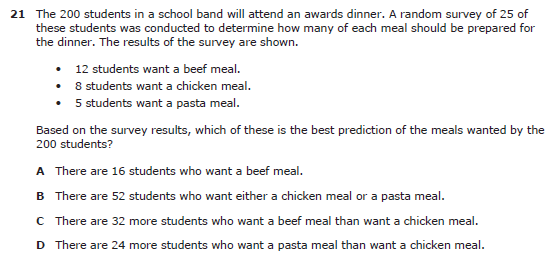 21 The 200 students in a school band will attend an awards dinner. A random survey of 25 of
these students was conducted to determine how many of each meal should be prepared for
the dinner. The results of the survey are shown.
• 12 students want a beef meal.
• 8 students want a chicken meal.
• 5 students want a pasta meal.
Based on the survey results, which of these is the best prediction of the meals wanted by the
200 students?
A There are 16 students who want a beef meal.
B There are 52 students who want either a chicken meal or a pasta meal.
C There are 32 more students who want a beef meal than want a chicken meal.
D There are 24 more students who want a pasta meal than want a chicken meal.